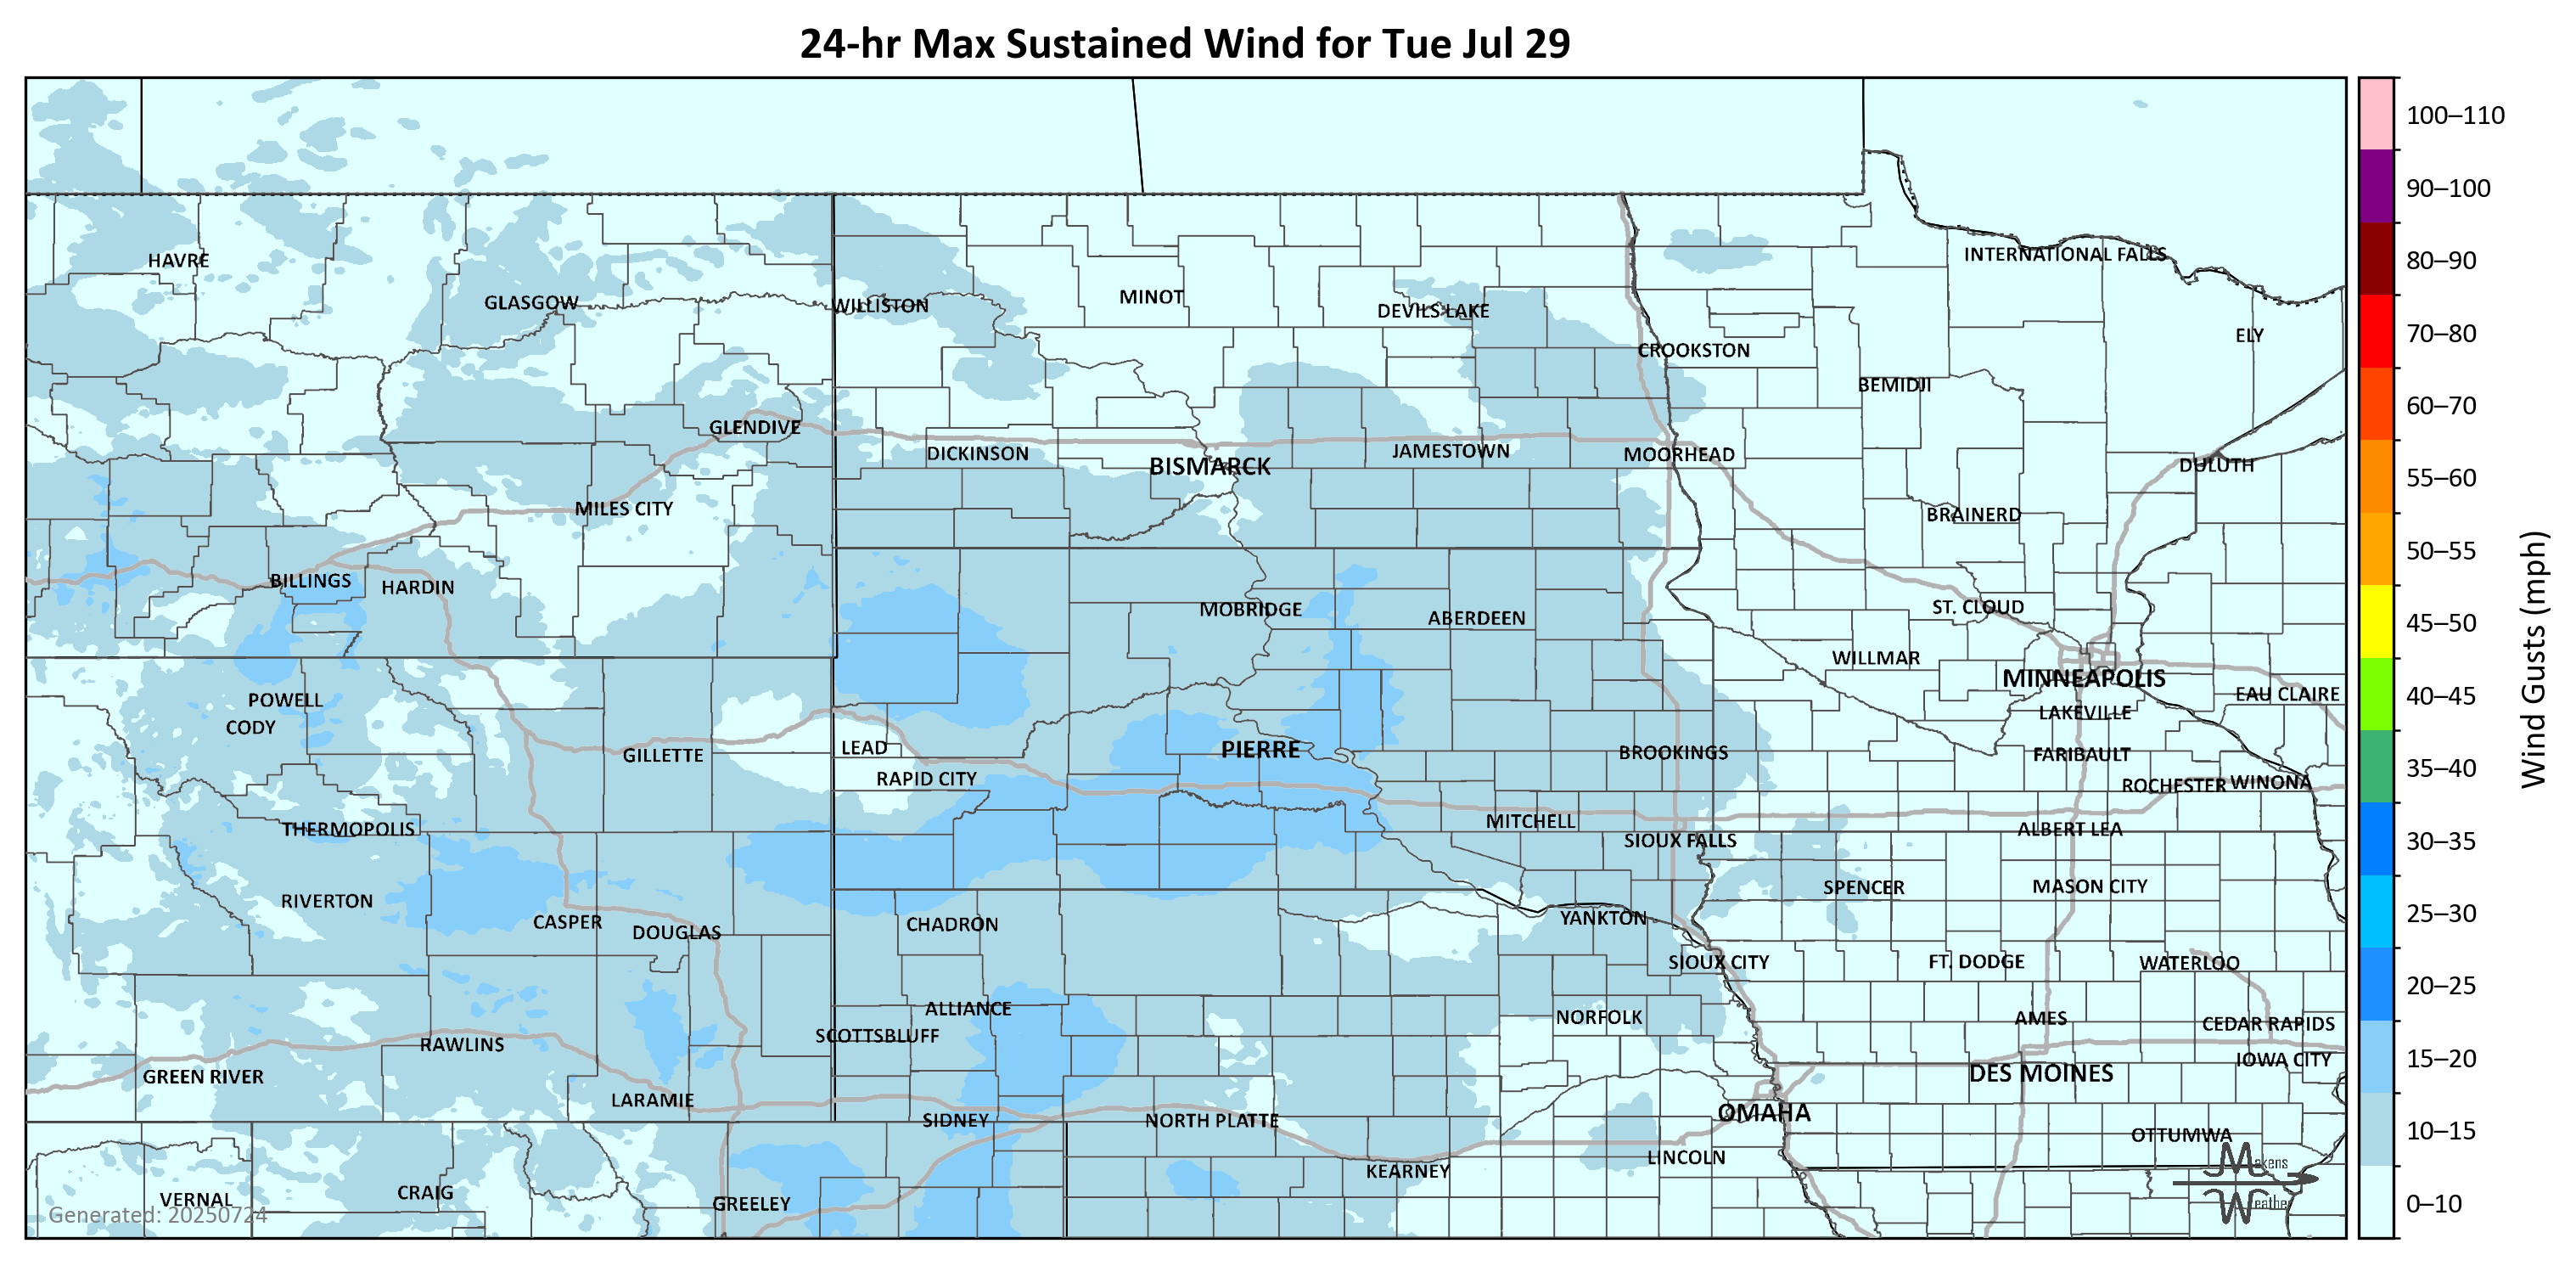 24-hr Max Sustained Wind for Tue Jul 29
100–110
90–100
80–90
70–80
60–70
55–60
50–55
45–50
40–45
35–40
30–35
25–30
20–25
15–20
10–15
0–10
Wind Gusts (mph)
HAVRE
INTERNATIONAL FALLS
GLASGOW
WILLISTON
MINOT
DEVILS LAKE
ELY
CROOKSTON
BEMIDJI
GLENDIVE
DICKINSON
BISMARCK
JAMESTOWN
MOORHEAD
DULUTH
MILES CITY
BRAINERD
BILLINGS
HARDIN
MOBRIDGE
ABERDEEN
ST. CLOUD
WILLMAR
MINNEAPOLIS
EAU CLAIRE
POWELL
CODY
LAKEVILLE
GILLETTE
LEAD
PIERRE
BROOKINGS
FARIBAULT
RAPID CITY
ROCHESTER
WINONA
THERMOPOLIS
MITCHELL
SIOUX FALLS
ALBERT LEA
RIVERTON
SPENCER
MASON CITY
CASPER
DOUGLAS
CHADRON
YANKTON
SIOUX CITY
FT. DODGE
WATERLOO
ALLIANCE
SCOTTSBLUFF
NORFOLK
AMES
CEDAR RAPIDS
RAWLINS
IOWA CITY
GREEN RIVER
DES MOINES
LARAMIE
SIDNEY
NORTH PLATTE
OMAHA
OTTUMWA
KEARNEY
LINCOLN
VERNAL
CRAIG
GREELEY
Generated: 20250724
Makens
Weather